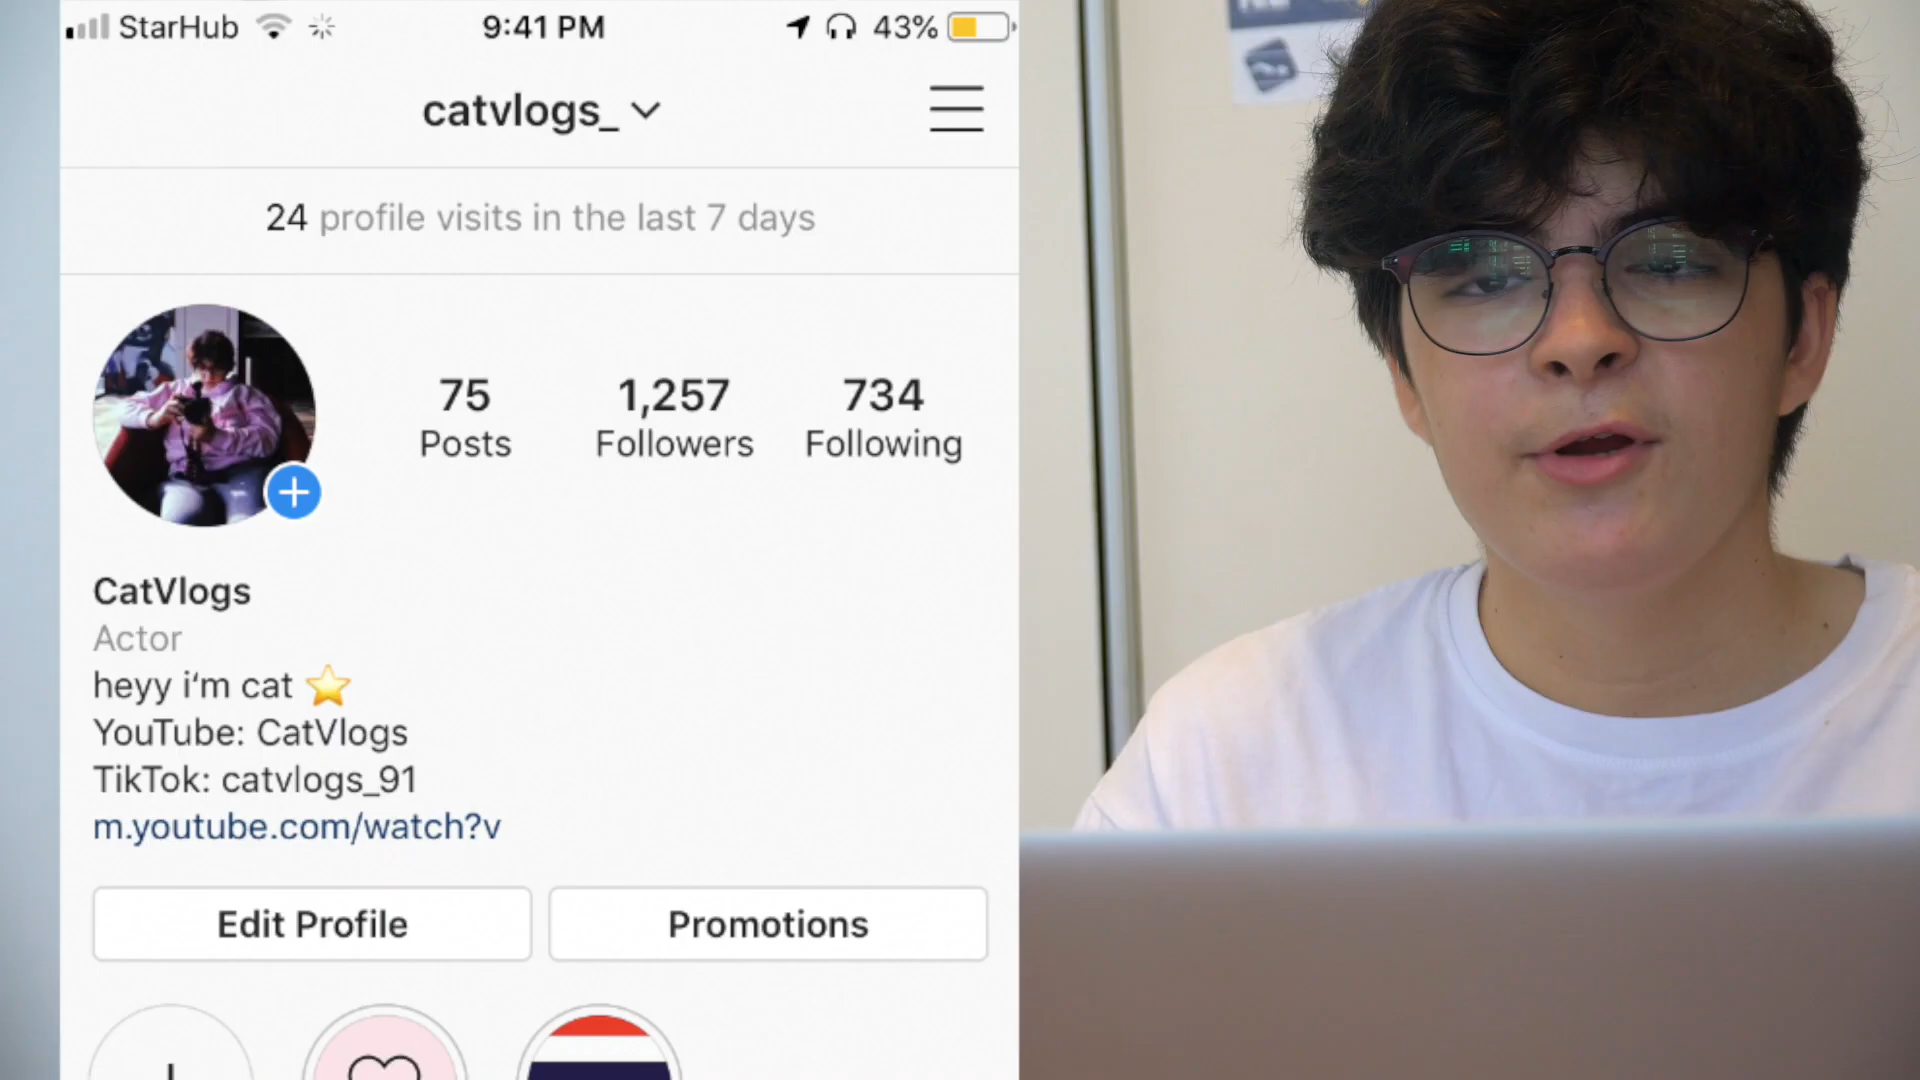 StarHub 9:41 PM 43%
catvlogs_
24 profile visits in the last 7 days
75 1,257 734
Posts Followers Following
CatVlogs
Actor
heyy i'm cat ⭐
YouTube: CatVlogs
TikTok: catvlogs_91
m.youtube.com/watch?v
Edit Profile Promotions